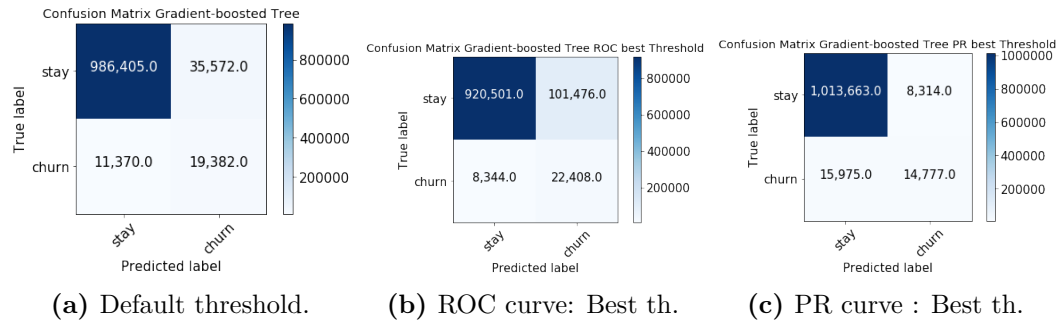 Confusion Matrix Gradient-boosted Tree
stay
churn
True label
986,405.0
35,572.0
11,370.0
19,382.0
stay
churn
Predicted label
800000
600000
400000
200000
(a) Default threshold.
Confusion Matrix Gradient-boosted Tree ROC best Threshold
stay
churn
True label
920,501.0
101,476.0
8,344.0
22,408.0
stay
churn
Predicted label
800000
600000
400000
200000
(b) ROC curve: Best th.
Confusion Matrix Gradient-boosted Tree PR best Threshold
stay
churn
True label
1,013,663.0
8,314.0
15,975.0
14,777.0
stay
churn
Predicted label
1000000
800000
600000
400000
200000
(c) PR curve : Best th.